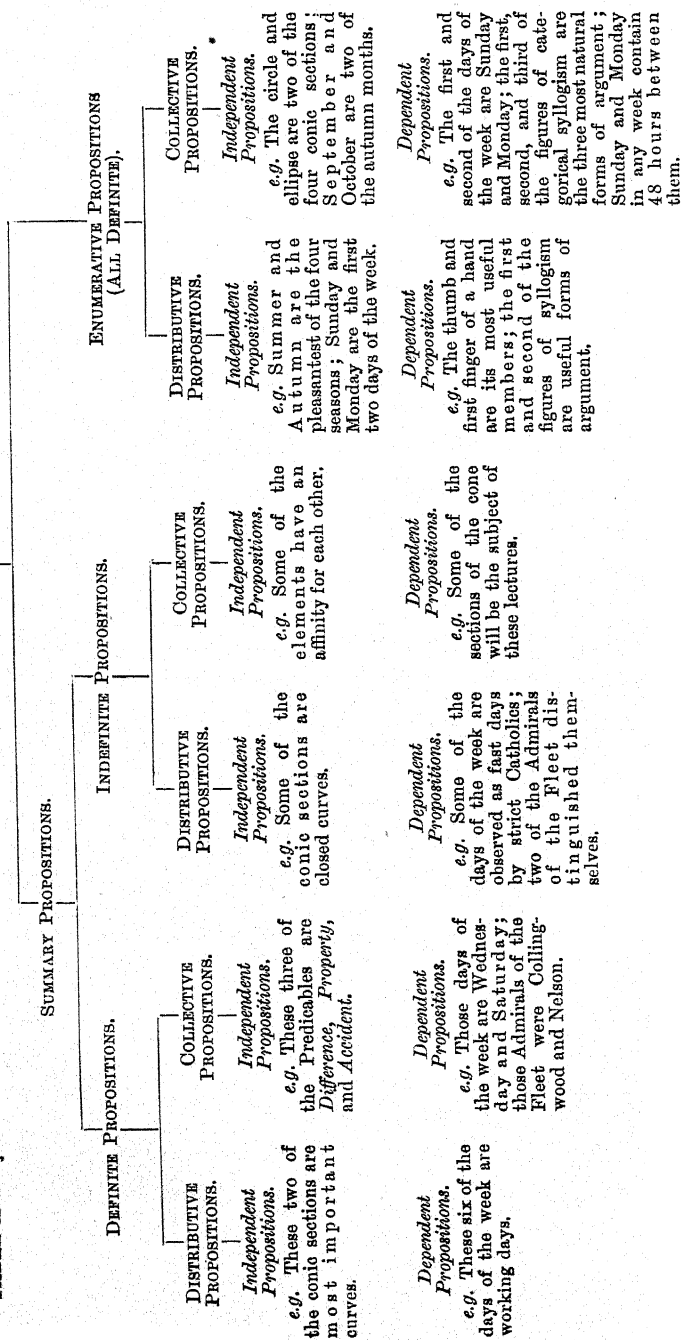 SUMMARY PROPOSITIONS.
ENUMERATIVE PROPOSITIONS
(ALL DEFINITE).
DEFINITE PROPOSITIONS.
INDEFINITE PROPOSITIONS.
DISTRIBUTIVE
PROPOSITIONS.
Independent
Propositions.
e.g. These two of
the conic sections are
most important
curves.
Dependent
Propositions.
e.g. These six of the
days of the week are
working days.
COLLECTIVE
PROPOSITIONS.
Independent
Propositions.
e.g. These three of
the Predicables are
Difference, Property,
and Accident.
Dependent
Propositions.
e.g. Those days of
the week are Wednes-
day and Saturday;
those Admirals of the
Fleet were Colling-
wood and Nelson.
DISTRIBUTIVE
PROPOSITIONS.
Independent
Propositions.
e.g. Some of the
conic sections are
closed curves.
Dependent
Propositions.
e.g. Some of the
days of the week are
observed as fast days
by strict Catholics;
two of the Admirals
of the Fleet dis-
tinguished them-
selves.
COLLECTIVE
PROPOSITIONS.
Independent
Propositions.
e.g. Some of the
elements have an
affinity for each other.
Dependent
Propositions.
e.g. Some of the
sections of the cone
will be the subject of
these lectures.
DISTRIBUTIVE
PROPOSITIONS.
Independent
Propositions.
e.g. Summer and
Autumn are the
pleasantest of the four
seasons; Sunday and
Monday are the first
two days of the week.
Dependent
Propositions.
e.g. The thumb and
first finger of a hand
are its most useful
members; the first
and second of the
figures of syllogism
are useful forms of
argument.
COLLECTIVE
PROPOSITIONS.
Independent
Propositions.
e.g. The circle and
ellipse are two of the
four conic sections;
September and
October are two of
the autumn months.
Dependent
Propositions.
e.g. The first and
second of the days of
the week are Sunday
and Monday; the first,
second, and third of
the figures of cate-
gorical syllogism are
the three most natural
forms of argument;
Sunday and Monday
in any week contain
48 hours between
them.